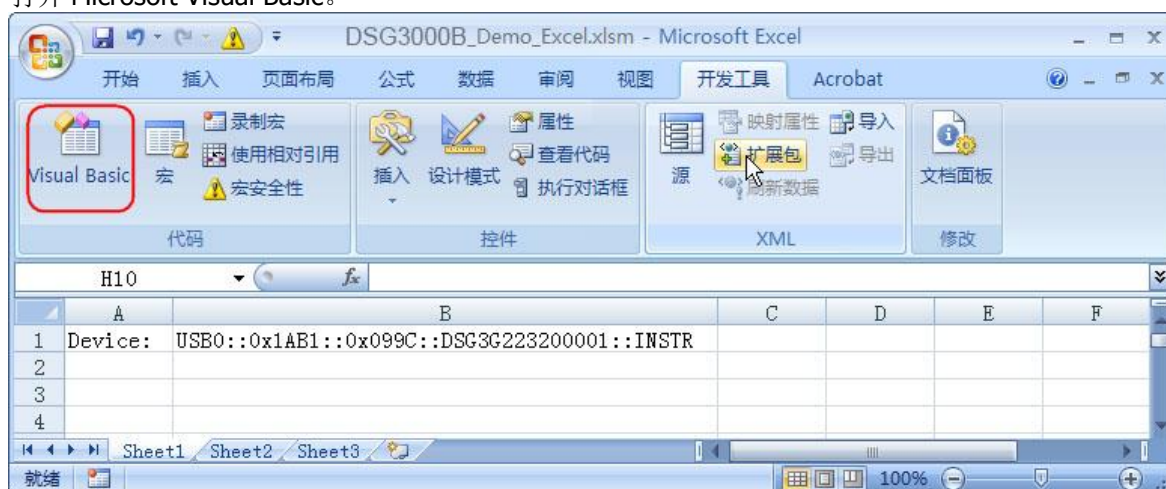 打开 Microsoft Visual Basic。
DSG3000B_Demo_Excel.xlsm - Microsoft Excel
开始 插入 页面布局 公式 数据 审阅 视图 开发工具 Acrobat
Visual Basic
宏
录制宏
使用相对引用
宏安全性
代码
插入
设计模式
属性
查看代码
执行对话框
控件
源
映射属性
扩展包
刷新数据
导入
导出
XML
文档面板
修改
H10 fx
A B C D E F
1 Device: USB0::0x1AB1::0x099C::DSG3G223200001::INSTR
2
3
4
Sheet1 Sheet2 Sheet3
就绪 100%